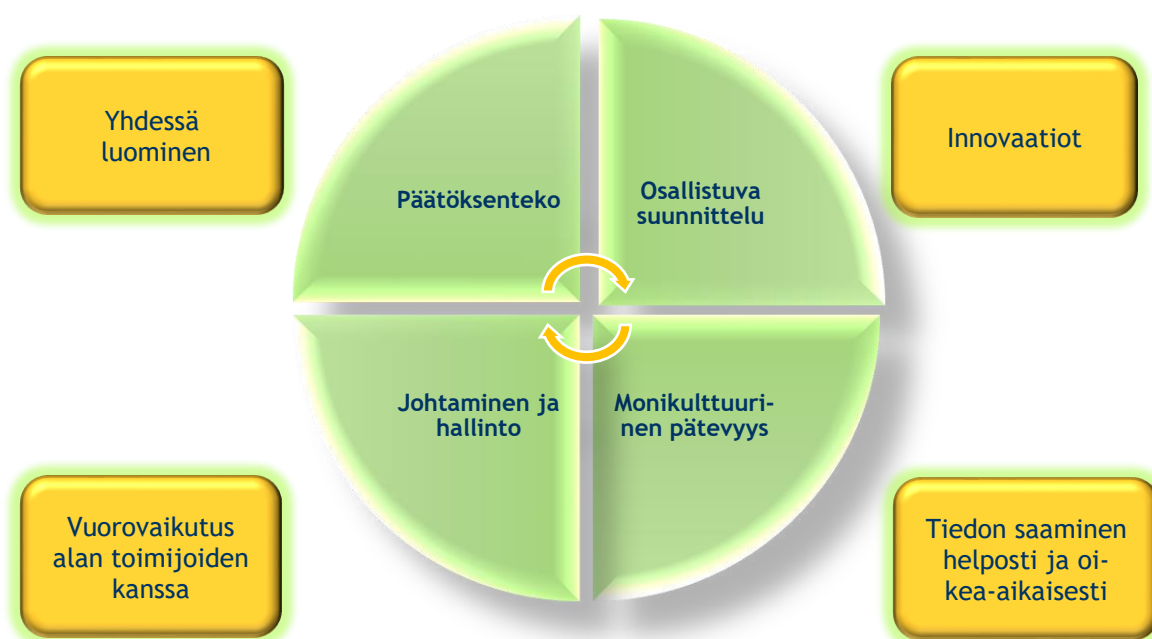 Yhdessä
luominen
Innovaatiot
Päätöksenteko
Osallistuva
suunnittelu
Johtaminen ja
hallinto
Monikulttuuri-
nen pätevyys
Vuorovaikutus
alan toimijoiden
kanssa
Tiedon saaminen
helposti ja oi-
kea-aikaisesti